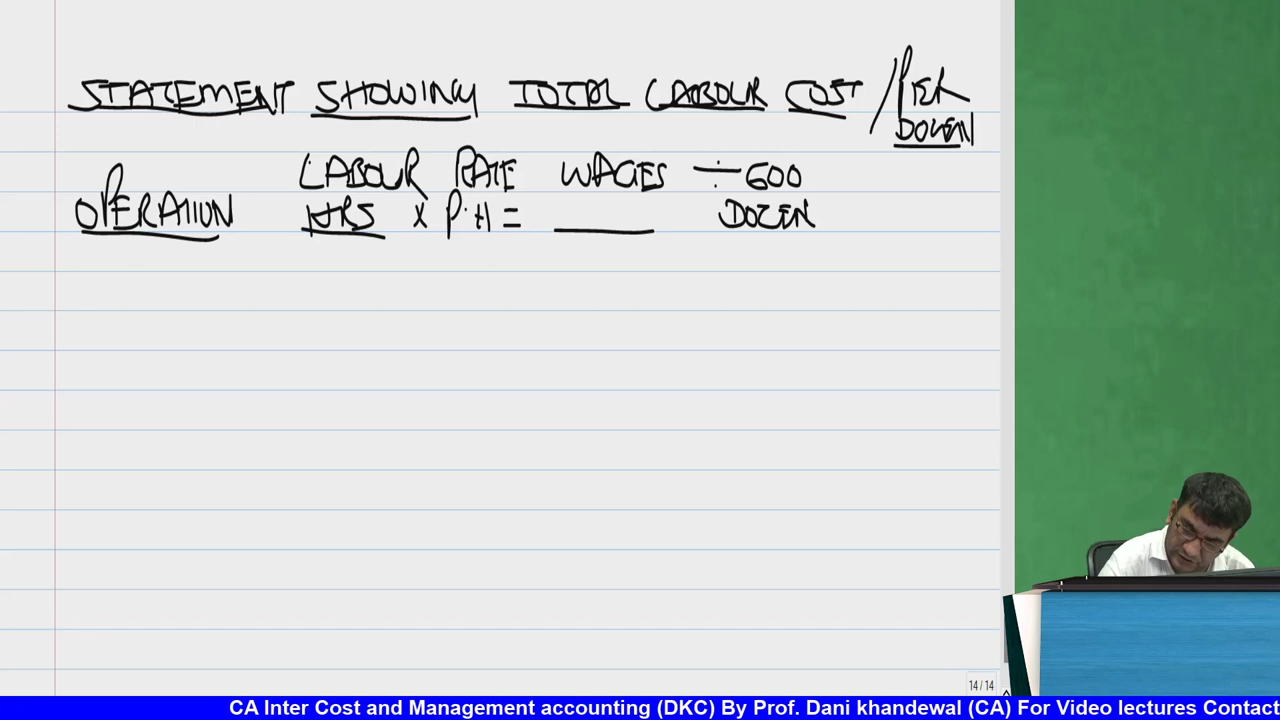 STATEMENT SHOWING TOTAL LABOUR COST / PER DOZEN
LABOUR RATE WAGES ÷ 600
OPERATION HRS x P.H = DOZEN
14 / 14
CA Inter Cost and Management accounting (DKC) By Prof. Dani khandewal (CA) For Video lectures Contact